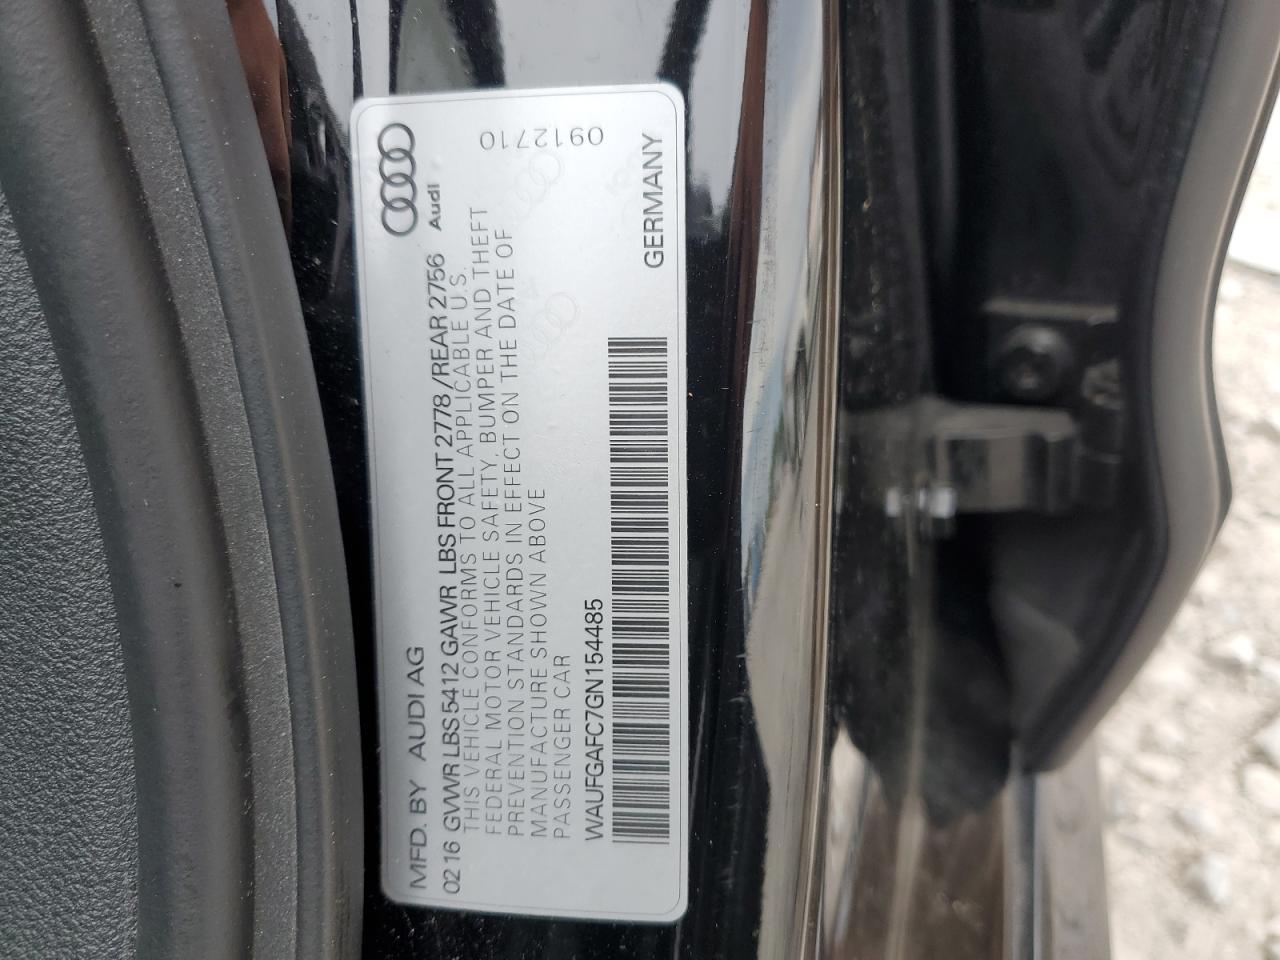 MFD. BY AUDI AG
Audi
02 16 GVWR LBS 5412 GAWR LBS FRONT 2778 / REAR 2756
THIS VEHICLE CONFORMS TO ALL APPLICABLE U.S.
FEDERAL MOTOR VEHICLE SAFETY, BUMPER AND THEFT
PREVENTION STANDARDS IN EFFECT ON THE DATE OF
MANUFACTURE SHOWN ABOVE
PASSENGER CAR
WAUFGAFC7GN154485
GERMANY
0912710